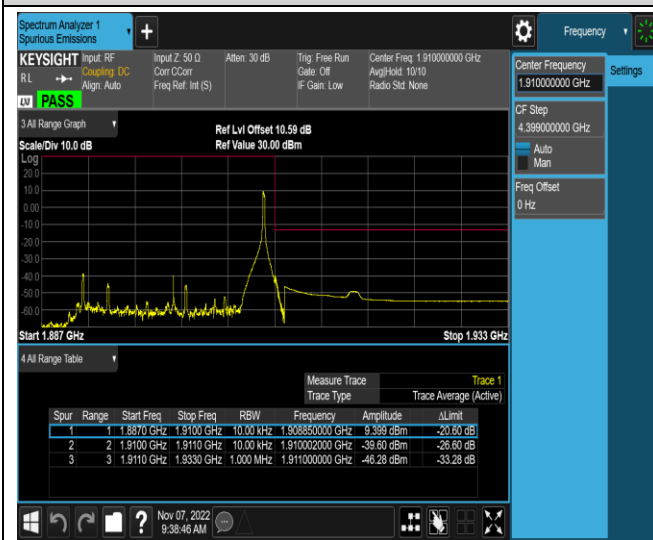 Spectrum Analyzer 1
Spurious Emissions
+
Frequency
KEYSIGHT Input: RF Input Z: 50 Ω Atten: 30 dB Trig: Free Run Center Freq: 1.910000000 GHz
RL Coupling: DC Corr CCorr Gate: Off Avg|Hold: 10/10
Align: Auto Freq Ref: Int (S) IF Gain: Low Radio Std: None
LXI PASS
Center Frequency
1.910000000 GHz
Settings
CF Step
4.399000000 GHz
Auto
Man
Freq Offset
0 Hz
3 All Range Graph
Ref Lvl Offset 10.59 dB
Scale/Div 10.0 dB Ref Value 30.00 dBm
Log
20.0
10.0
0.00
-10.0
-20.0
-30.0
-40.0
-50.0
-60.0
Start 1.887 GHz Stop 1.933 GHz
4 All Range Table
Measure Trace Trace 1
Trace Type Trace Average (Active)
Spur Range Start Freq Stop Freq RBW Frequency Amplitude ΔLimit
1 1 1.8870 GHz 1.9100 GHz 10.00 kHz 1.908850000 GHz 9.399 dBm -20.60 dB
2 2 1.9100 GHz 1.9110 GHz 10.00 kHz 1.910002000 GHz -39.60 dBm -26.60 dB
3 3 1.9110 GHz 1.9330 GHz 1.000 MHz 1.911000000 GHz -46.28 dBm -33.28 dB
? Nov 07, 2022
9:38:46 AM